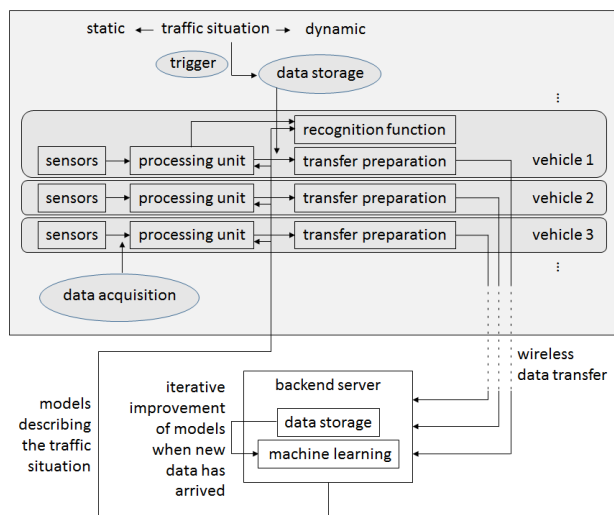 static traffic situation dynamic
trigger
data storage
...
recognition function
sensors processing unit transfer preparation vehicle 1
sensors processing unit transfer preparation vehicle 2
sensors processing unit transfer preparation vehicle 3
...
data acquisition
wireless
data transfer
models
describing
the traffic
situation
iterative
improvement
of models
when new
data has
arrived
backend server
data storage
machine learning